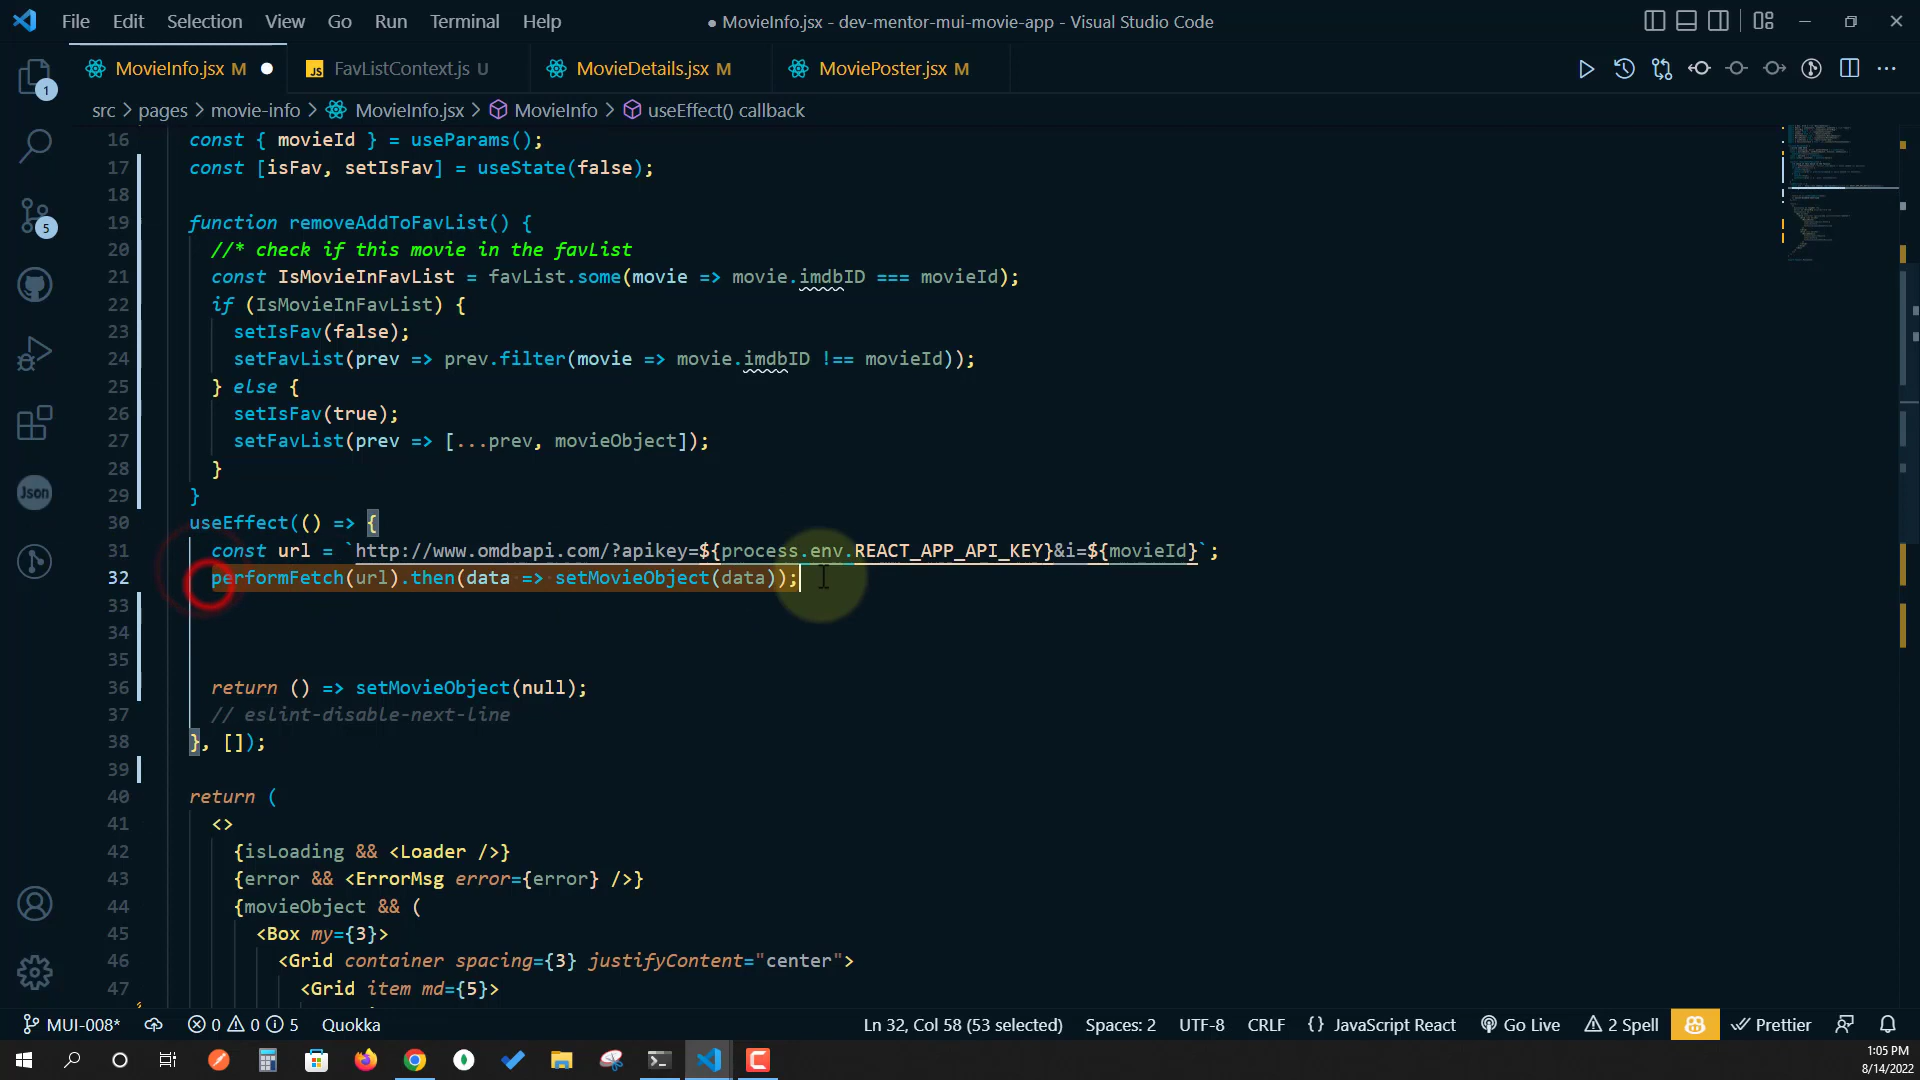 File Edit Selection View Go Run Terminal Help
● MovieInfo.jsx - dev-mentor-mui-movie-app - Visual Studio Code
MovieInfo.jsx M
JS FavListContext.js U
MovieDetails.jsx M
MoviePoster.jsx M
src > pages > movie-info > MovieInfo.jsx > MovieInfo > useEffect() callback
16 const { movieId } = useParams();
17 const [isFav, setIsFav] = useState(false);
18
19 function removeAddToFavList() {
20 //* check if this movie in the favList
21 const IsMovieInFavList = favList.some(movie => movie.imdbID === movieId);
22 if (IsMovieInFavList) {
23 setIsFav(false);
24 setFavList(prev => prev.filter(movie => movie.imdbID !== movieId));
25 } else {
26 setIsFav(true);
27 setFavList(prev => [...prev, movieObject]);
28 }
29 }
30 useEffect(() => {
31 const url = `http://www.omdbapi.com/?apikey=${process.env.REACT_APP_API_KEY}&i=${movieId}`;
32 performFetch(url).then(data => setMovieObject(data));
33
34
35
36 return () => setMovieObject(null);
37 // eslint-disable-next-line
38 }, []);
39
40 return (
41 <>
42 {isLoading && <Loader />}
43 {error && <ErrorMsg error={error} />}
44 {movieObject && (
45 <Box my={3}>
46 <Grid container spacing={3} justifyContent="center">
47 <Grid item md={5}>
1
5
Json
MUI-008* 0 0 5 Quokka
Ln 32, Col 58 (53 selected) Spaces: 2 UTF-8 CRLF {} JavaScript React Go Live 2 Spell Prettier
1:05 PM
8/14/2022